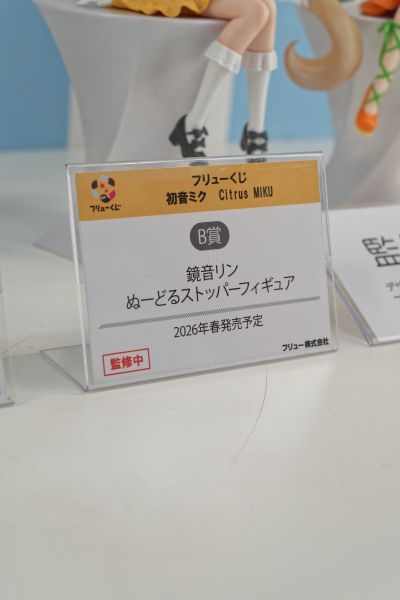 フリューくじ
フリューくじ
初音ミク Citrus MIKU
B賞
鏡音リン
ぬーどるストッパーフィギュア
2026年春発売予定
監修中
フリュー株式会社
監